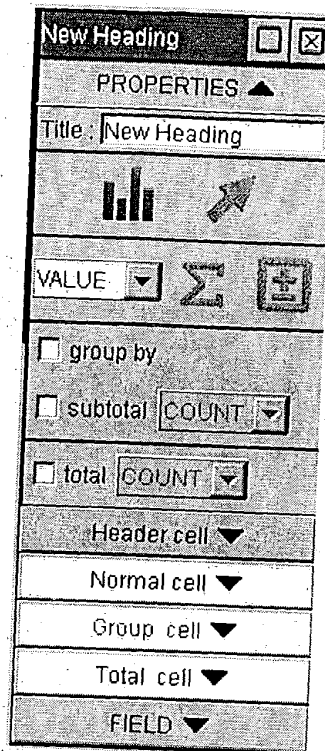 New Heading
PROPERTIES
Title : New Heading
VALUE
group by
subtotal COUNT
total COUNT
Header cell
Normal cell
Group cell
Total cell
FIELD